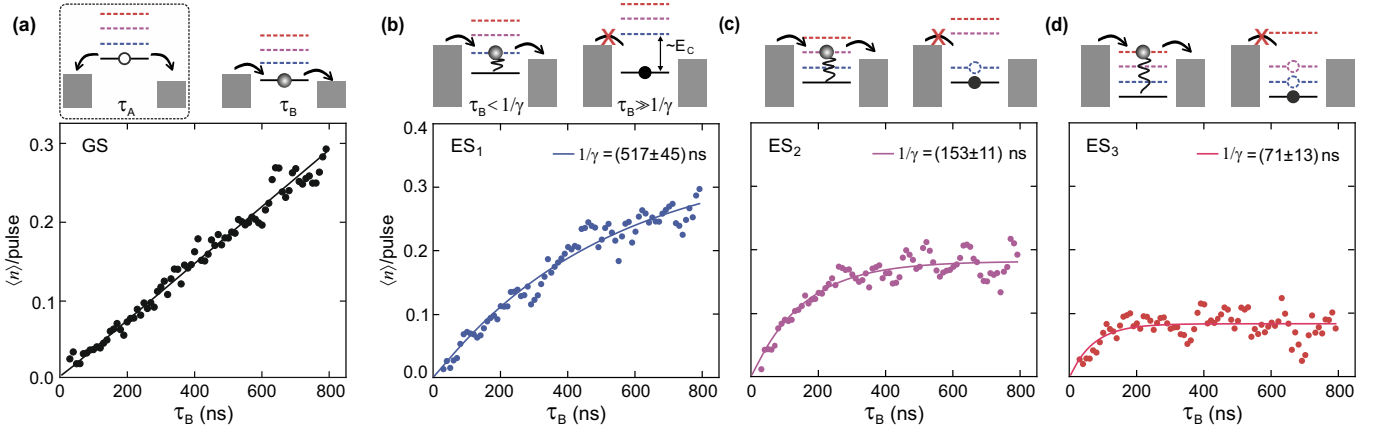 (a)
τA
τB
GS
⟨n⟩/pulse
0.3
0.2
0.1
0.0
0 200 400 600 800
τB (ns)
(b)
~EC
τB < 1/γ
τB ≫ 1/γ
ES1
1/γ = (517±45) ns
⟨n⟩/pulse
0.4
0.3
0.2
0.1
0.0
0 200 400 600 800
τB (ns)
(c)
ES2
1/γ = (153±11) ns
0 200 400 600 800
τB (ns)
(d)
ES3
1/γ = (71±13) ns
0 200 400 600 800
τB (ns)